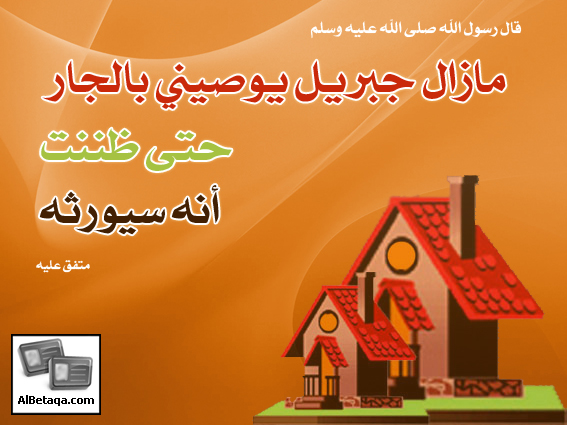 قال رسول الله صلى الله عليه وسلم
مازال جبريل يوصيني بالجار
حتى ظننت
أنه سيورثه
متفق عليه
AlBetaqa.com